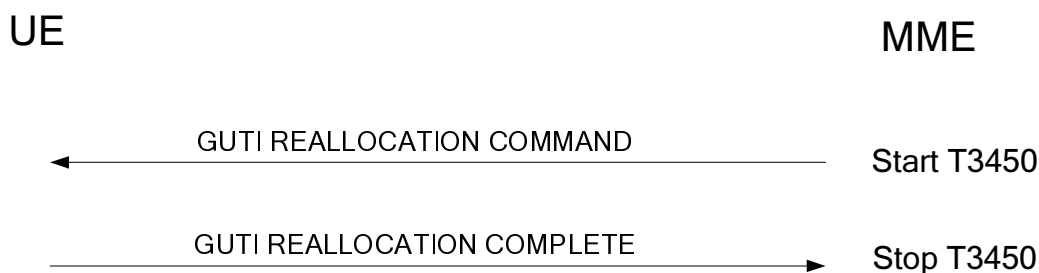 UE
MME
GUTI REALLOCATION COMMAND
Start T3450
GUTI REALLOCATION COMPLETE
Stop T3450